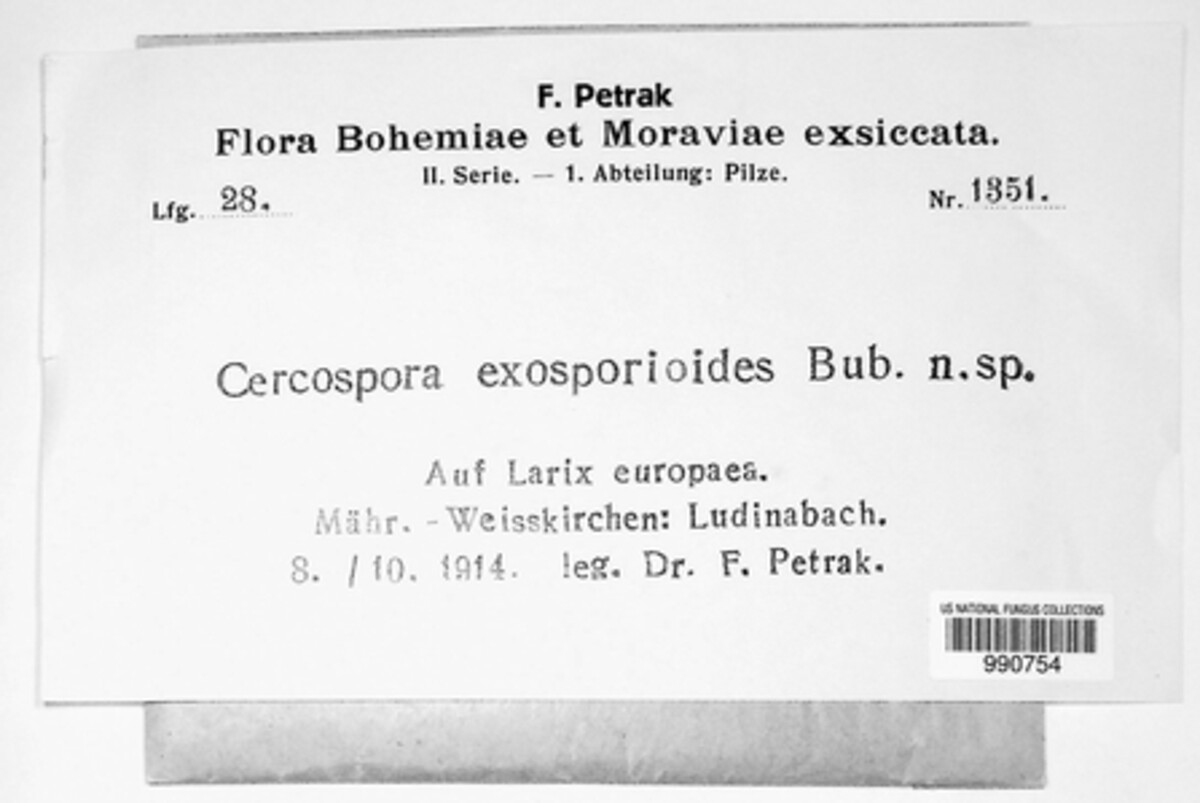 F. Petrak
Flora Bohemiae et Moraviae exsiccata.
II. Serie. — 1. Abteilung: Pilze.
Lfg. 28. Nr. 1351.
Cercospora exosporioides Bub. n.sp.
Auf Larix europaea.
Mähr. -Weisskirchen: Ludinabach.
8. /10. 1914. leg. Dr. F. Petrak.
US NATIONAL FUNGUS COLLECTIONS
990754